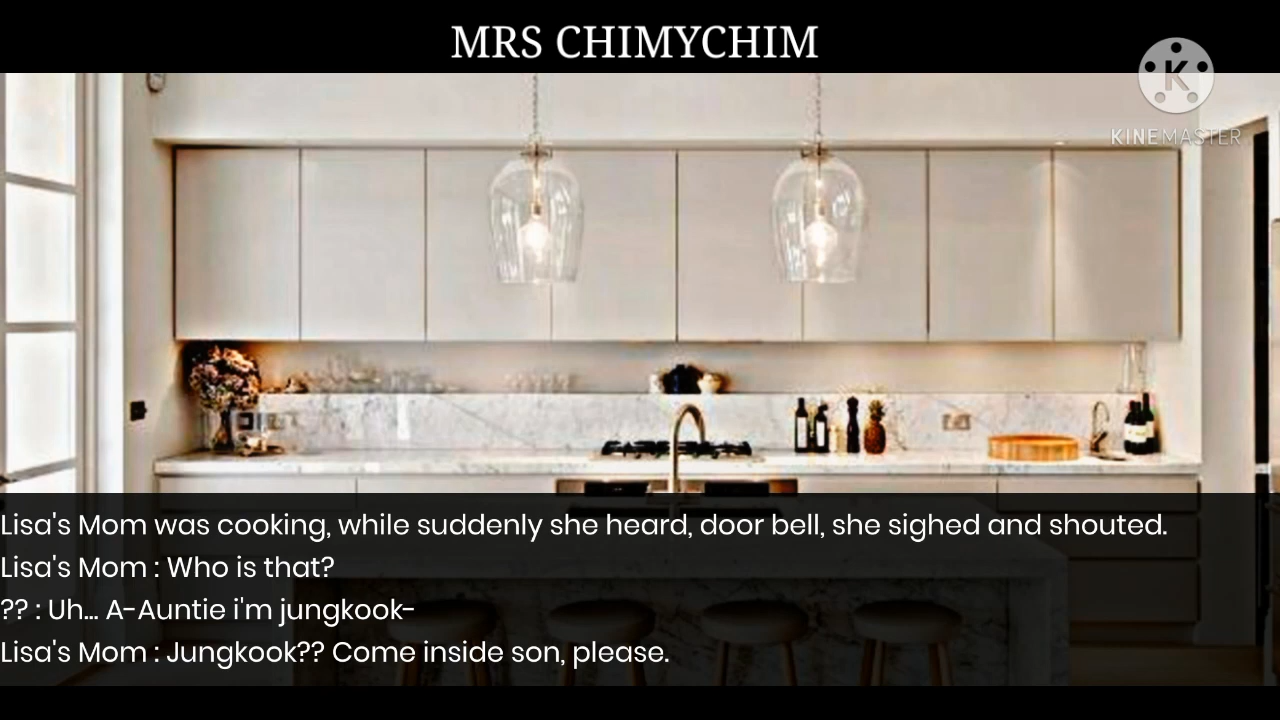 MRS CHIMYCHIM
K
KINEMASTER
Lisa's Mom was cooking, while suddenly she heard, door bell, she sighed and shouted.
Lisa's Mom : Who is that?
?? : Uh... A-Auntie i'm jungkook-
Lisa's Mom : Jungkook?? Come inside son, please.